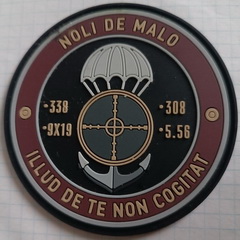 NOLI DE MALO
.338 .308
.9X19 .5.56
ILLUD DE TE NON COGITAT